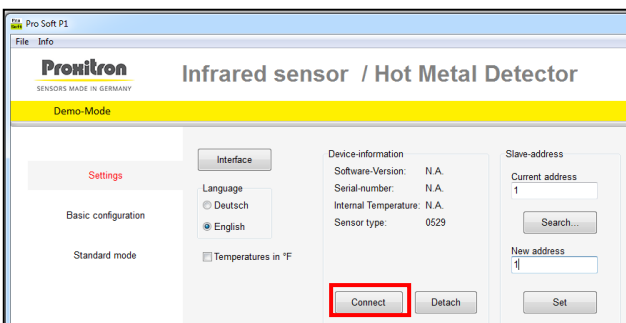 Pro Soft P1
File Info
Proxitron
SENSORS MADE IN GERMANY
Infrared sensor / Hot Metal Detector
Demo-Mode
Settings
Basic configuration
Standard mode
Interface
Language
Deutsch
English
Temperatures in °F
Device-information
Software-Version: N.A.
Serial-number: N.A.
Internal Temperature: N.A.
Sensor type: 0529
Connect
Detach
Slave-address
Current address
1
Search...
New address
1
Set